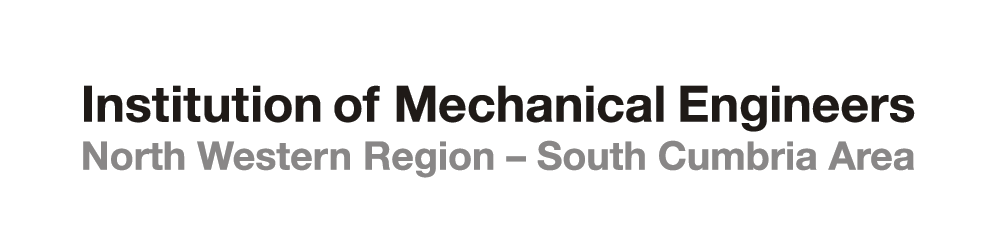 Institution of Mechanical Engineers
North Western Region – South Cumbria Area